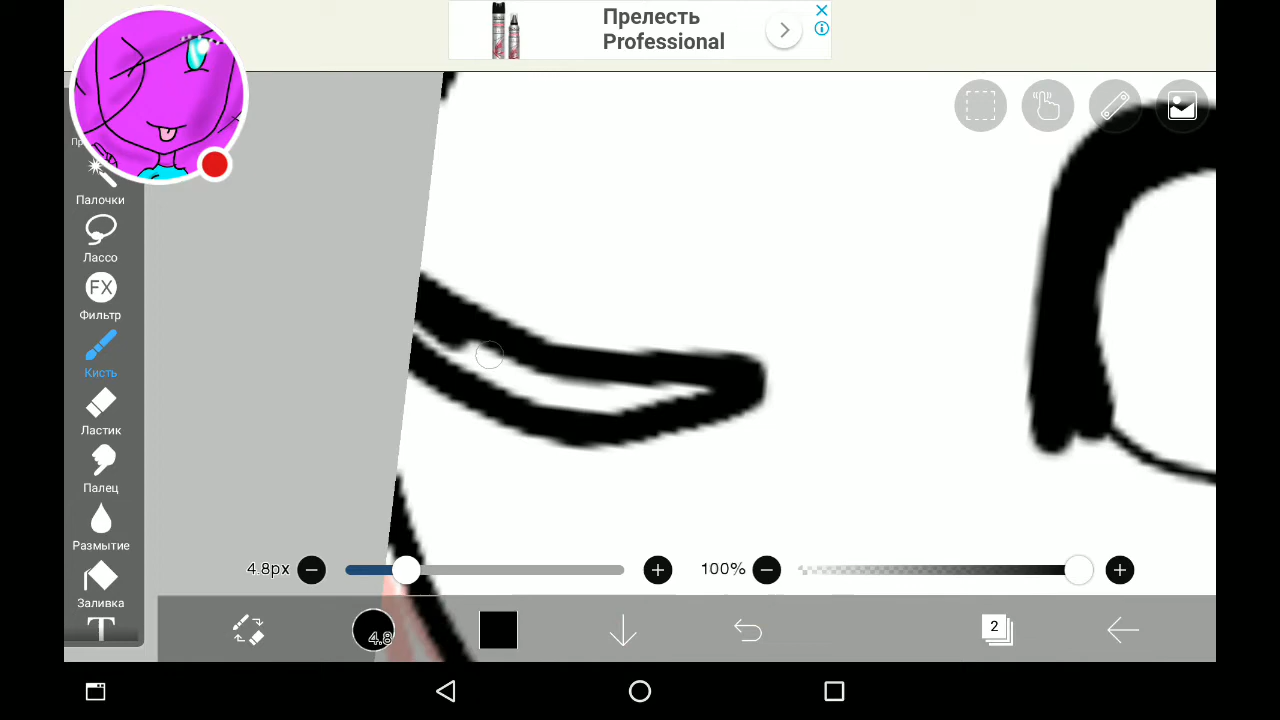 Прелесть
Professional
Палочки
Лассо
FX
Фильтр
Кисть
Ластик
Палец
Размытие
Заливка
T
4.8px
100%
4.8
2